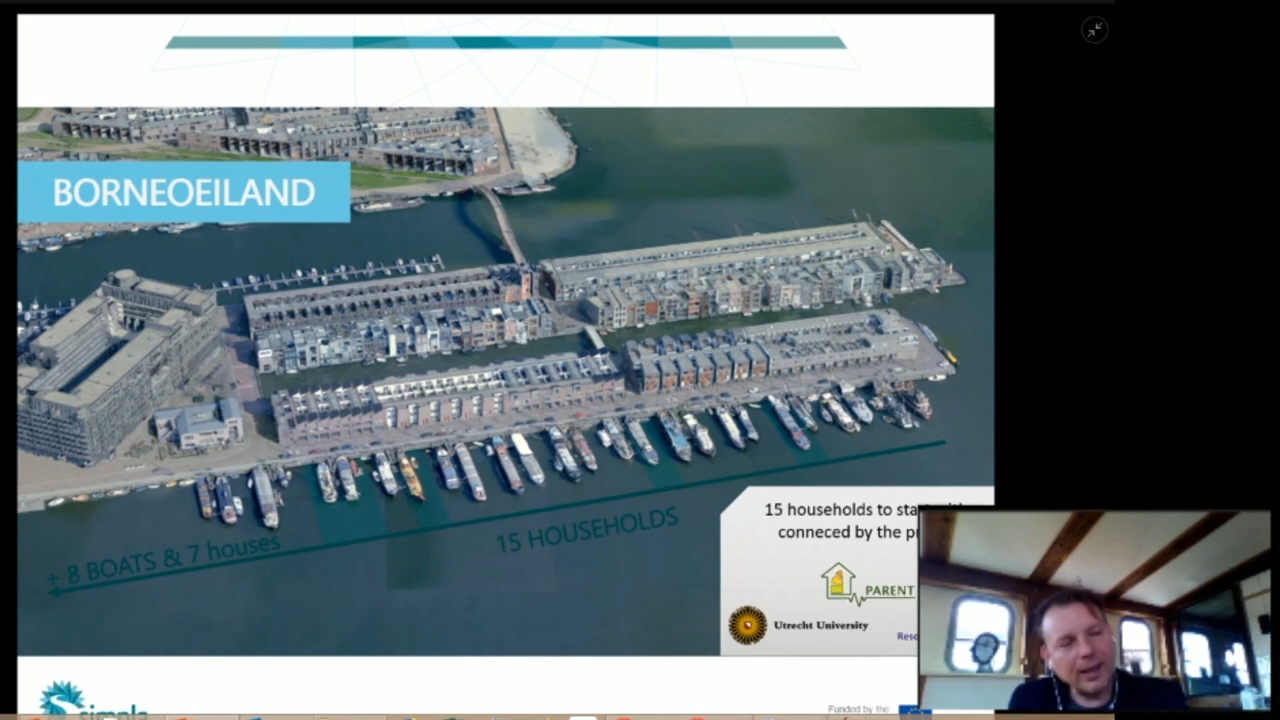 BORNEOEILAND
15 households to
conneced by the
PARENT
Utrecht University
15 HOUSEHOLDS
+ 8 BOATS & 7 houses
simpla
Funded by the